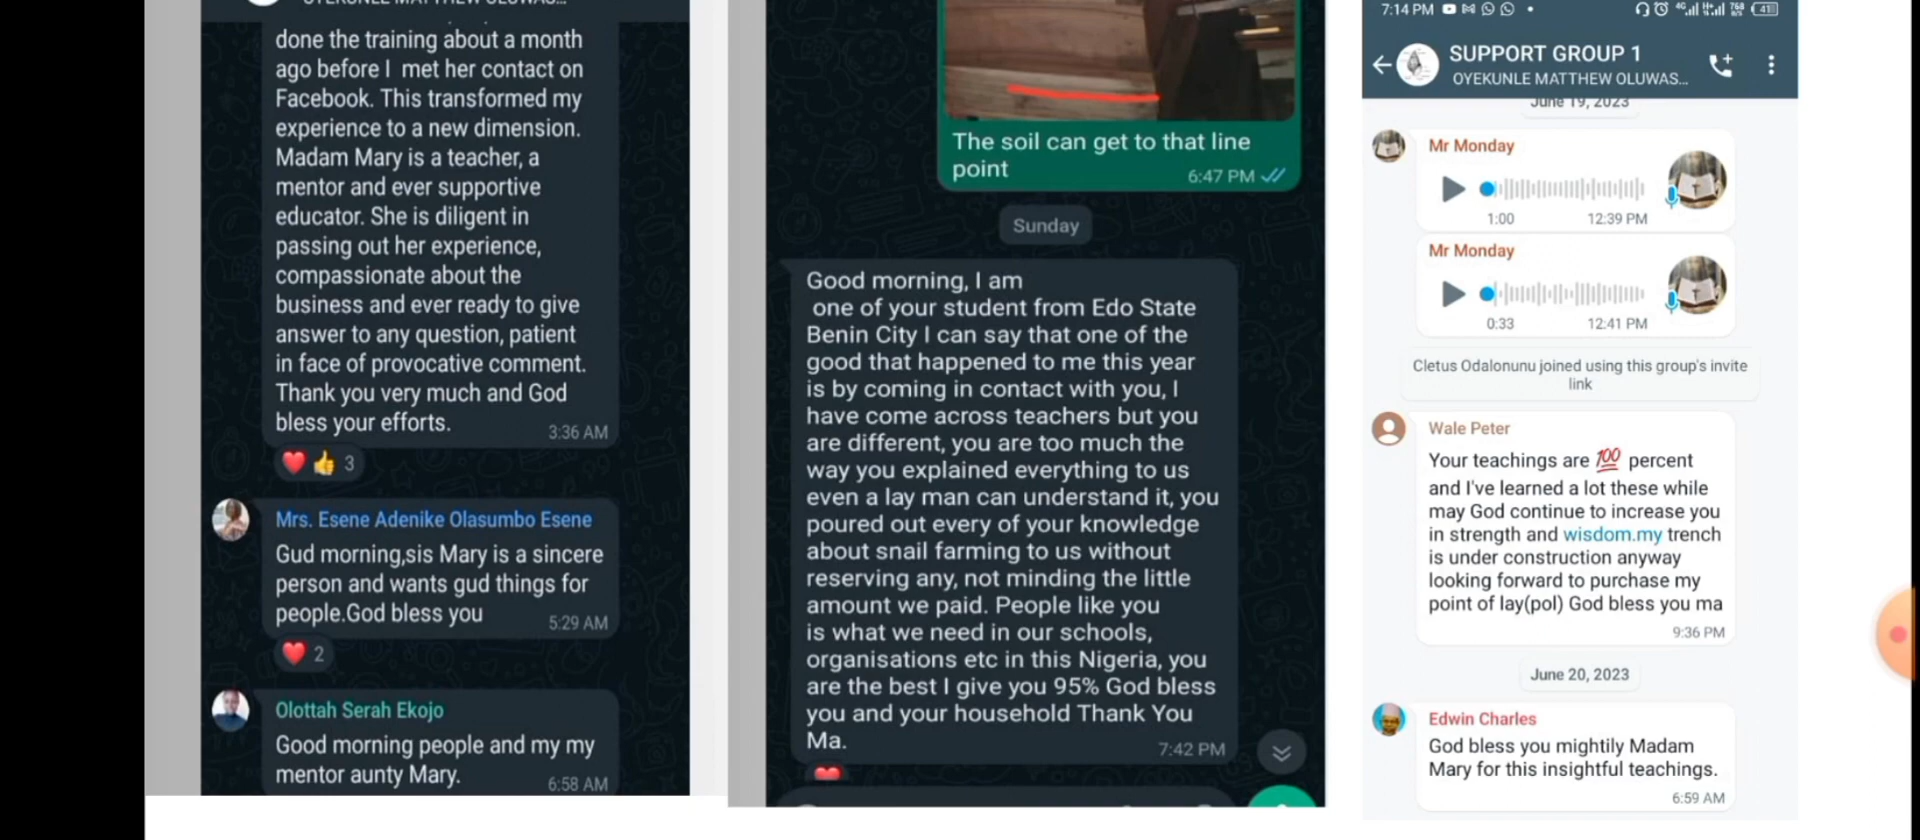 OYEKUNLE MATTHEW OLUWAS...
done the training about a month
ago before I met her contact on
Facebook. This transformed my
experience to a new dimension.
Madam Mary is a teacher, a
mentor and ever supportive
educator. She is diligent in
passing out her experience,
compassionate about the
business and ever ready to give
answer to any question, patient
in face of provocative comment.
Thank you very much and God
bless your efforts.
3:36 AM
❤️👍 3
Mrs. Esene Adenike Olasumbo Esene
Gud morning,sis Mary is a sincere
person and wants gud things for
people.God bless you
5:29 AM
❤️ 2
Olottah Serah Ekojo
Good morning people and my my
mentor aunty Mary.
6:58 AM
The soil can get to that line
point
6:47 PM
Sunday
Good morning, I am
one of your student from Edo State
Benin City I can say that one of the
good that happened to me this year
is by coming in contact with you, I
have come across teachers but you
are different, you are too much the
way you explained everything to us
even a lay man can understand it, you
poured out every of your knowledge
about snail farming to us without
reserving any, not minding the little
amount we paid. People like you
is what we need in our schools,
organisations etc in this Nigeria, you
are the best I give you 95% God bless
you and your household Thank You
Ma.
7:42 PM
❤️
7:14 PM
4G
768
B/S
41
SUPPORT GROUP 1
OYEKUNLE MATTHEW OLUWAS...
June 19, 2023
Mr Monday
1:00 12:39 PM
Mr Monday
0:33 12:41 PM
Cletus Odalonunu joined using this group's invite
link
Wale Peter
Your teachings are 💯 percent
and I've learned a lot these while
may God continue to increase you
in strength and wisdom.my trench
is under construction anyway
looking forward to purchase my
point of lay(pol) God bless you ma
9:36 PM
June 20, 2023
Edwin Charles
God bless you mightily Madam
Mary for this insightful teachings.
6:59 AM